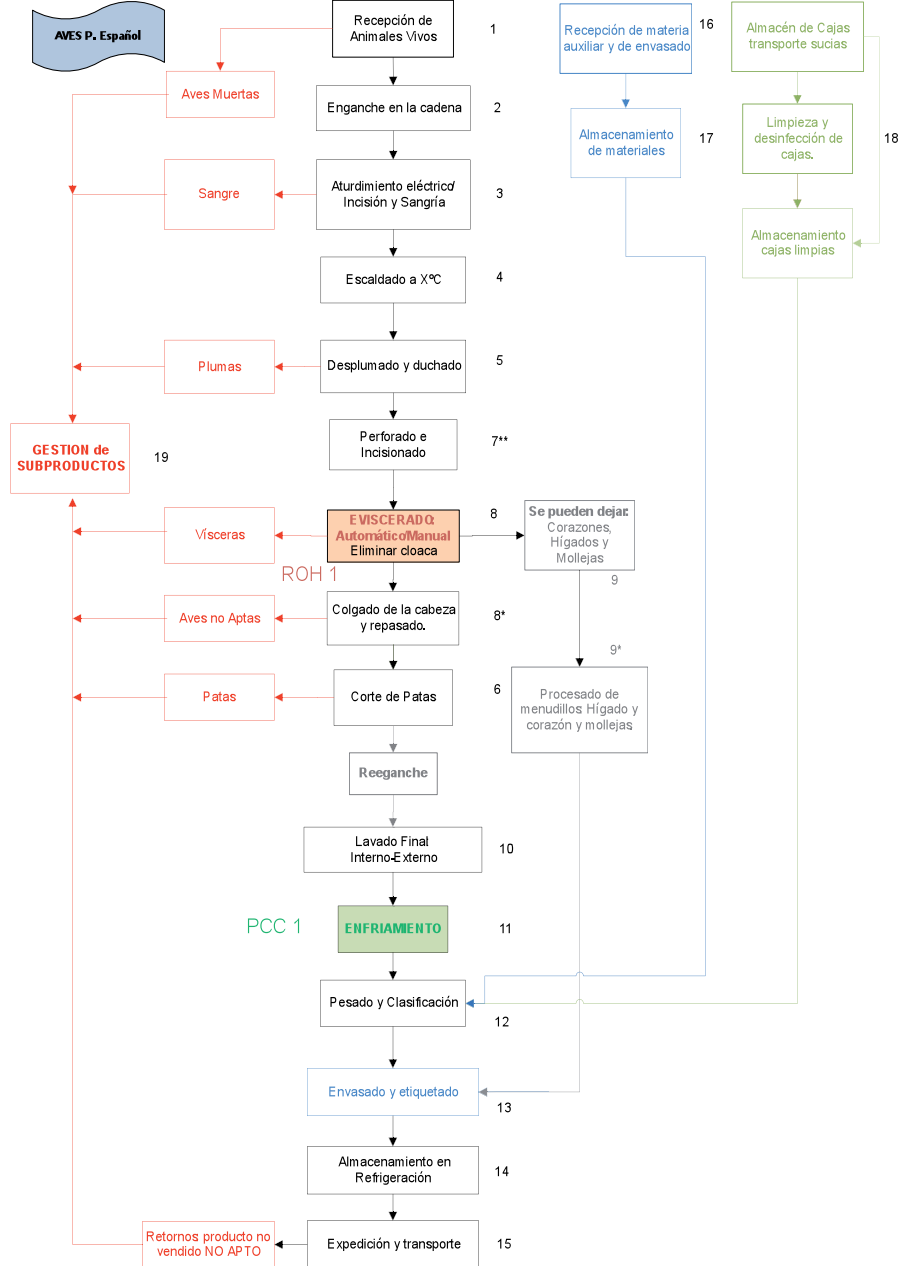 AVES P. Español
Recepción de
Animales Vivos
1
Recepción de materia
auxiliar y de envasado
16
Almacén de Cajas
transporte sucias
Aves Muertas
Enganche en la cadena
2
Almacenamiento
de materiales
17
Limpieza y
desinfección de
cajas.
18
Sangre
Aturdimiento eléctrico/
Incisión y Sangría
3
Almacenamiento
cajas limpias
Escaldado a XºC
4
Plumas
Desplumado y duchado
5
GESTION de
SUBPRODUCTOS
19
Perforado e
Incisionado
7**
Vísceras
EVISCERADO:
Automático/Manual
Eliminar cloaca
8
Se pueden dejar:
Corazones,
Hígados y
Mollejas
9
ROH 1
Aves no Aptas
Colgado de la cabeza
y repasado.
8*
9*
Patas
Corte de Patas
6
Procesado de
menudillos: Hígado y
corazón y mollejas.
Reeganche
Lavado Final:
Interno-Externo
10
PCC 1
ENFRIAMIENTO
11
Pesado y Clasificación
12
Envasado y etiquetado
13
Almacenamiento en
Refrigeración
14
Retornos: producto no
vendido NO APTO
Expedición y transporte
15